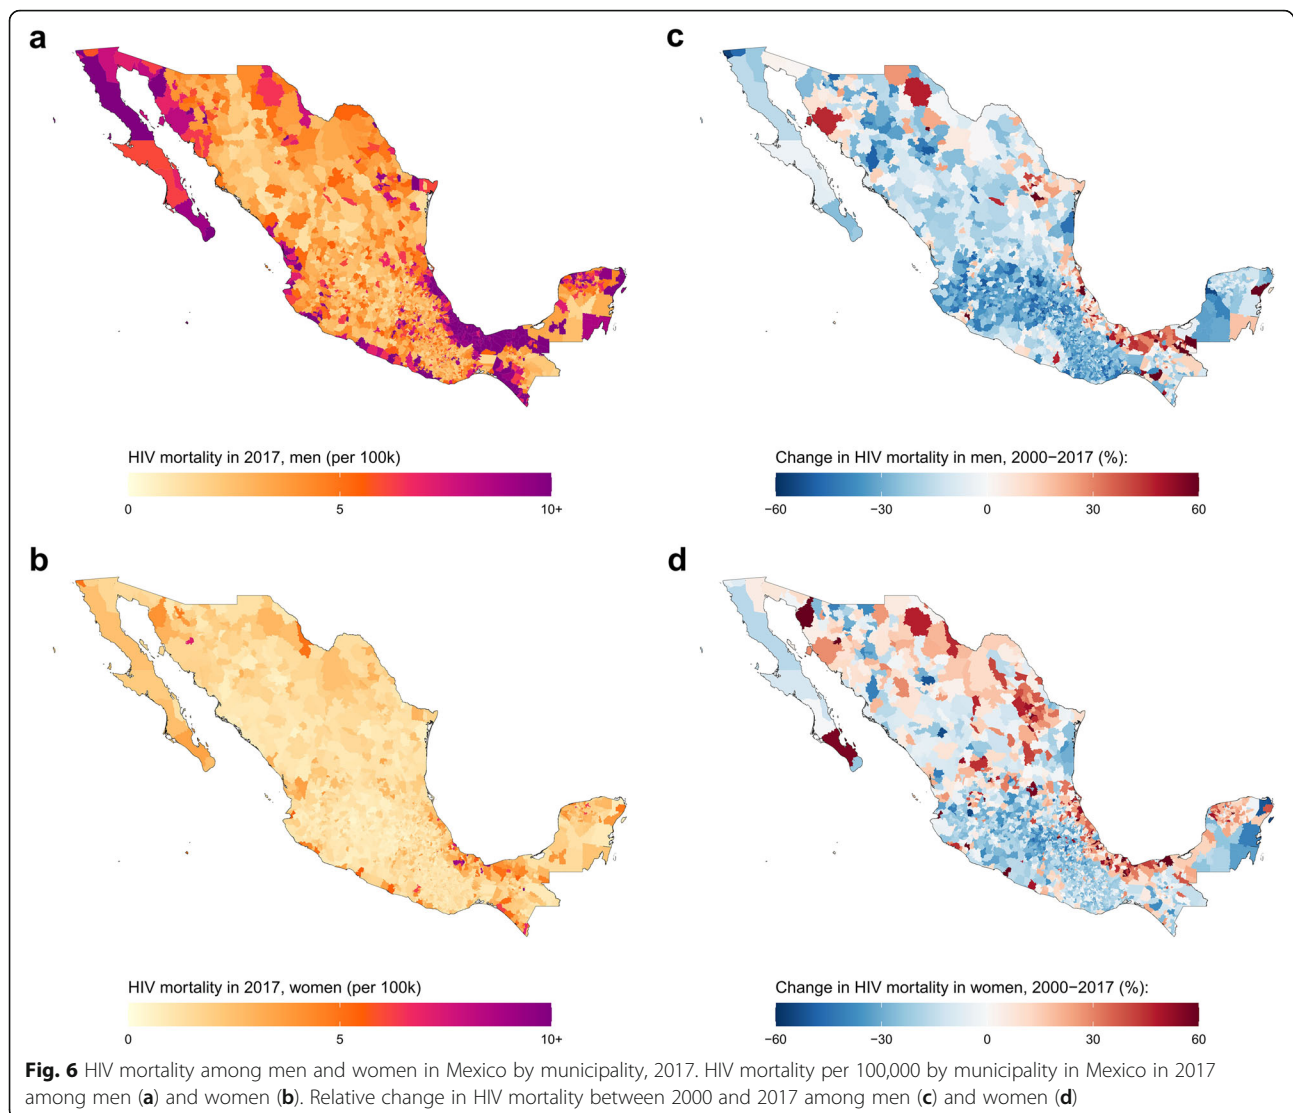 a
c
HIV mortality in 2017, men (per 100k)
0 5 10+
Change in HIV mortality in men, 2000−2017 (%):
−60 −30 0 30 60
b
d
HIV mortality in 2017, women (per 100k)
0 5 10+
Change in HIV mortality in women, 2000−2017 (%):
−60 −30 0 30 60
Fig. 6 HIV mortality among men and women in Mexico by municipality, 2017. HIV mortality per 100,000 by municipality in Mexico in 2017
among men (a) and women (b). Relative change in HIV mortality between 2000 and 2017 among men (c) and women (d)